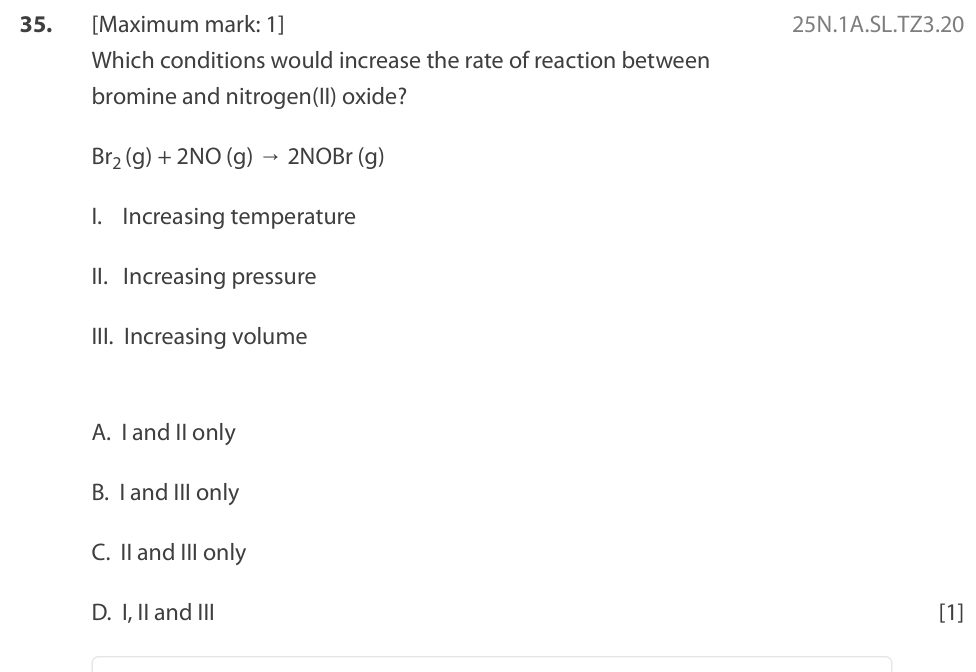 35. [Maximum mark: 1] 25N.1A.SL.TZ3.20
Which conditions would increase the rate of reaction between
bromine and nitrogen(II) oxide?
Br₂ (g) + 2NO (g) → 2NOBr (g)
I. Increasing temperature
II. Increasing pressure
III. Increasing volume
A. I and II only
B. I and III only
C. II and III only
D. I, II and III [1]